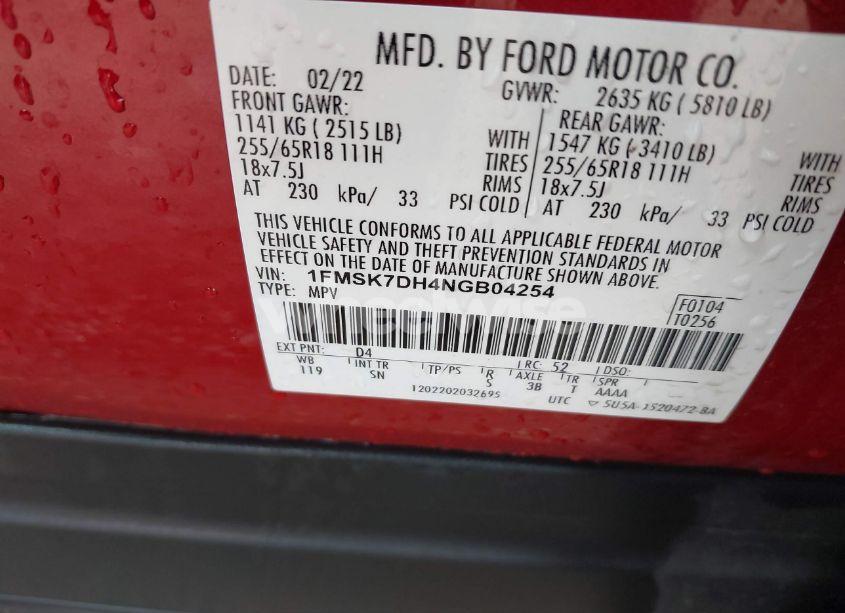 MFD. BY FORD MOTOR CO.
DATE: 02/22 GVWR: 2635 KG ( 5810 LB)
FRONT GAWR: REAR GAWR:
1141 KG ( 2515 LB) WITH 1547 KG ( 3410 LB) WITH
255/65R18 111H TIRES 255/65R18 111H TIRES
18x7.5J RIMS 18x7.5J RIMS
AT 230 kPa/ 33 PSI COLD AT 230 kPa/ 33 PSI COLD
THIS VEHICLE CONFORMS TO ALL APPLICABLE FEDERAL MOTOR
VEHICLE SAFETY AND THEFT PREVENTION STANDARDS IN
EFFECT ON THE DATE OF MANUFACTURE SHOWN ABOVE.
VIN: 1FMSK7DH4NGB04254
TYPE: MPV
F0104
T0256
EXT PNT: D4 RC: 52 DSO:
WB INT TR TP/PS R AXLE TR SPR
119 SN S 3B T AAAA
1202202032695
UTC ▽ 5U5A-1520472-BA